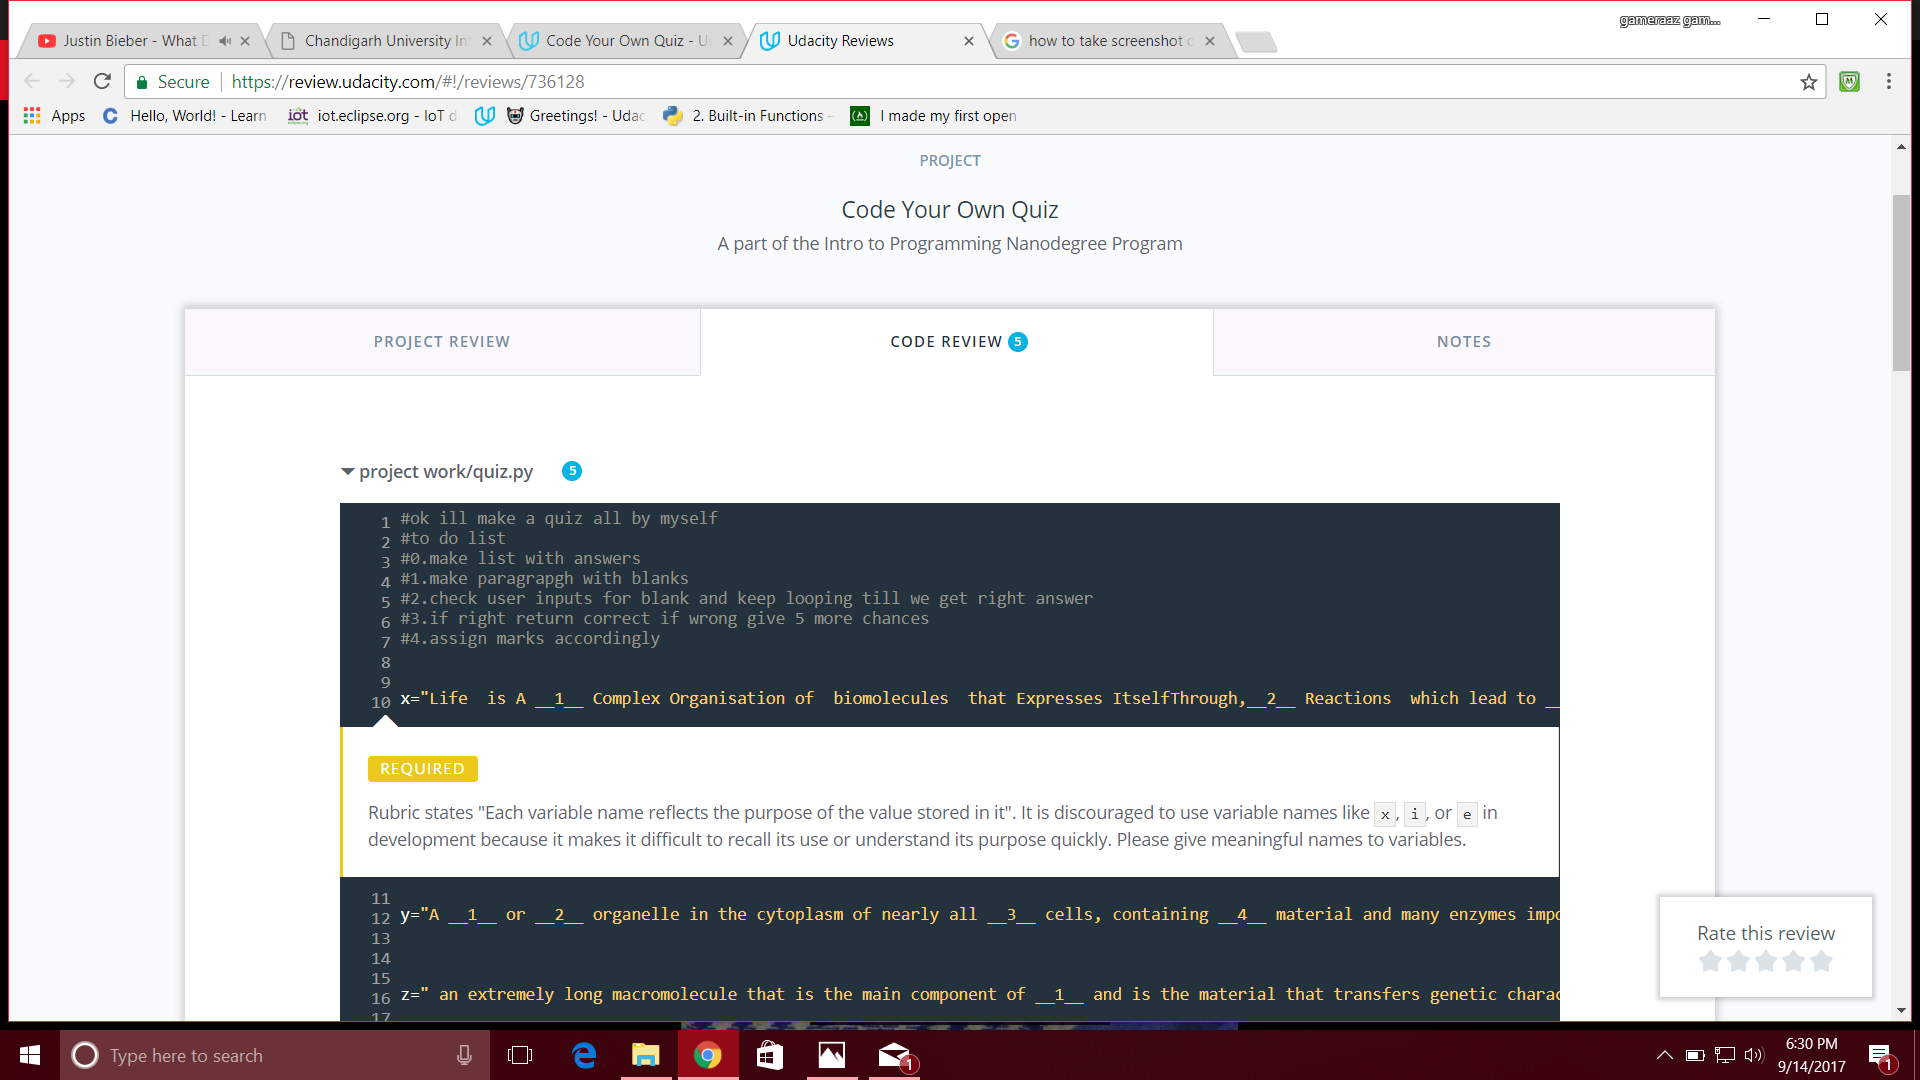 gameraaz gam...
Justin Bieber - What D
Chandigarh University In
Code Your Own Quiz - U
Udacity Reviews
how to take screenshot o
Secure
https://review.udacity.com/#!/reviews/736128
Apps
Hello, World! - Learn
iot.eclipse.org - IoT d
Greetings! - Udac
2. Built-in Functions -
I made my first open
PROJECT
Code Your Own Quiz
A part of the Intro to Programming Nanodegree Program
PROJECT REVIEW
CODE REVIEW 5
NOTES
project work/quiz.py 5
1 #ok ill make a quiz all by myself
2 #to do list
3 #0.make list with answers
4 #1.make paragrapgh with blanks
5 #2.check user inputs for blank and keep looping till we get right answer
6 #3.if right return correct if wrong give 5 more chances
7 #4.assign marks accordingly
8
9
10 x="Life  is A __1__ Complex Organisation of  biomolecules  that Expresses ItselfThrough,__2__ Reactions  which lead to __
REQUIRED
Rubric states "Each variable name reflects the purpose of the value stored in it". It is discouraged to use variable names like x, i, or e in
development because it makes it difficult to recall its use or understand its purpose quickly. Please give meaningful names to variables.
11
12 y="A __1__ or __2__ organelle in the cytoplasm of nearly all __3__ cells, containing __4__ material and many enzymes impo
13
14
15
16 z=" an extremely long macromolecule that is the main component of __1__ and is the material that transfers genetic charac
17
Rate this review
Type here to search
1
6:30 PM
9/14/2017
1